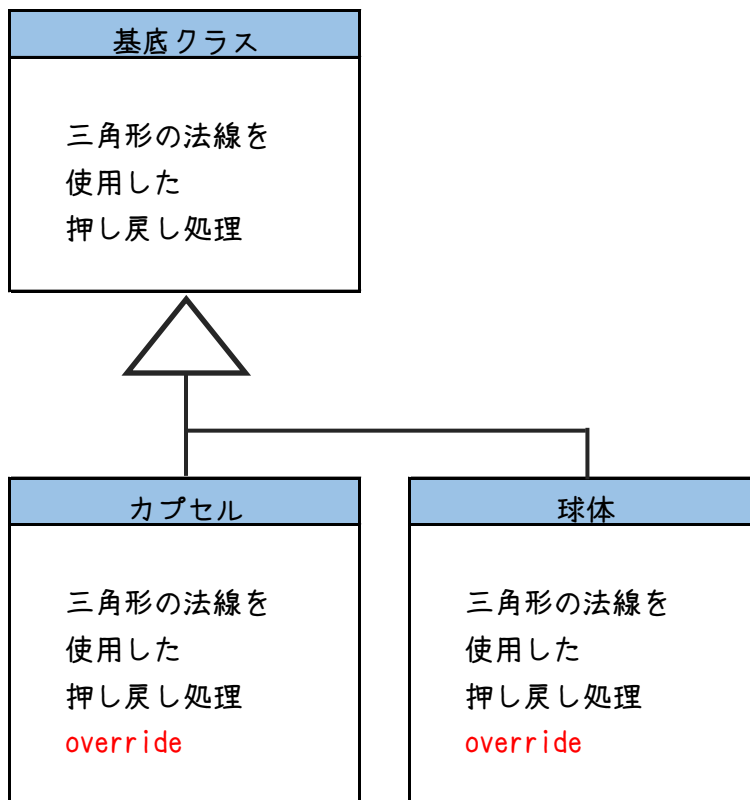 基底クラス
三角形の法線を
使用した
押し戻し処理
カプセル
三角形の法線を
使用した
押し戻し処理
override
球体
三角形の法線を
使用した
押し戻し処理
override